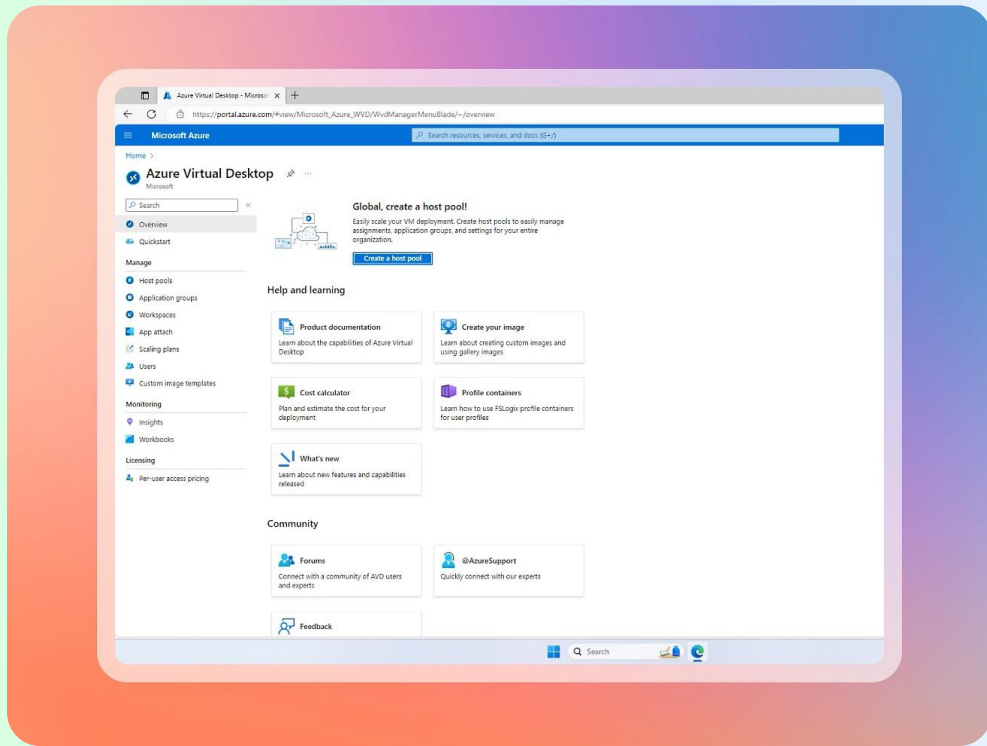 Azure Virtual Desktop - Microsof
https://portal.azure.com/#view/Microsoft_Azure_WVD/WvdManagerMenuBlade/~/overview
Microsoft Azure
Search resources, services, and docs (G+/)
Home >
Azure Virtual Desktop
Microsoft
Search
Overview
Quickstart
Manage
Host pools
Application groups
Workspaces
App attach
Scaling plans
Users
Custom image templates
Monitoring
Insights
Workbooks
Licensing
Per-user access pricing
Global, create a host pool!
Easily scale your VM deployment. Create host pools to easily manage
assignments, application groups, and settings for your entire
organization.
Create a host pool
Help and learning
Product documentation
Learn about the capabilities of Azure Virtual
Desktop
Create your image
Learn about creating custom images and
using gallery images
Cost calculator
Plan and estimate the cost for your
deployment
Profile containers
Learn how to use FSLogix profile containers
for user profiles
What's new
Learn about new features and capabilities
released
Community
Forums
Connect with a community of AVD users
and experts
@AzureSupport
Quickly connect with our experts
Feedback
Search